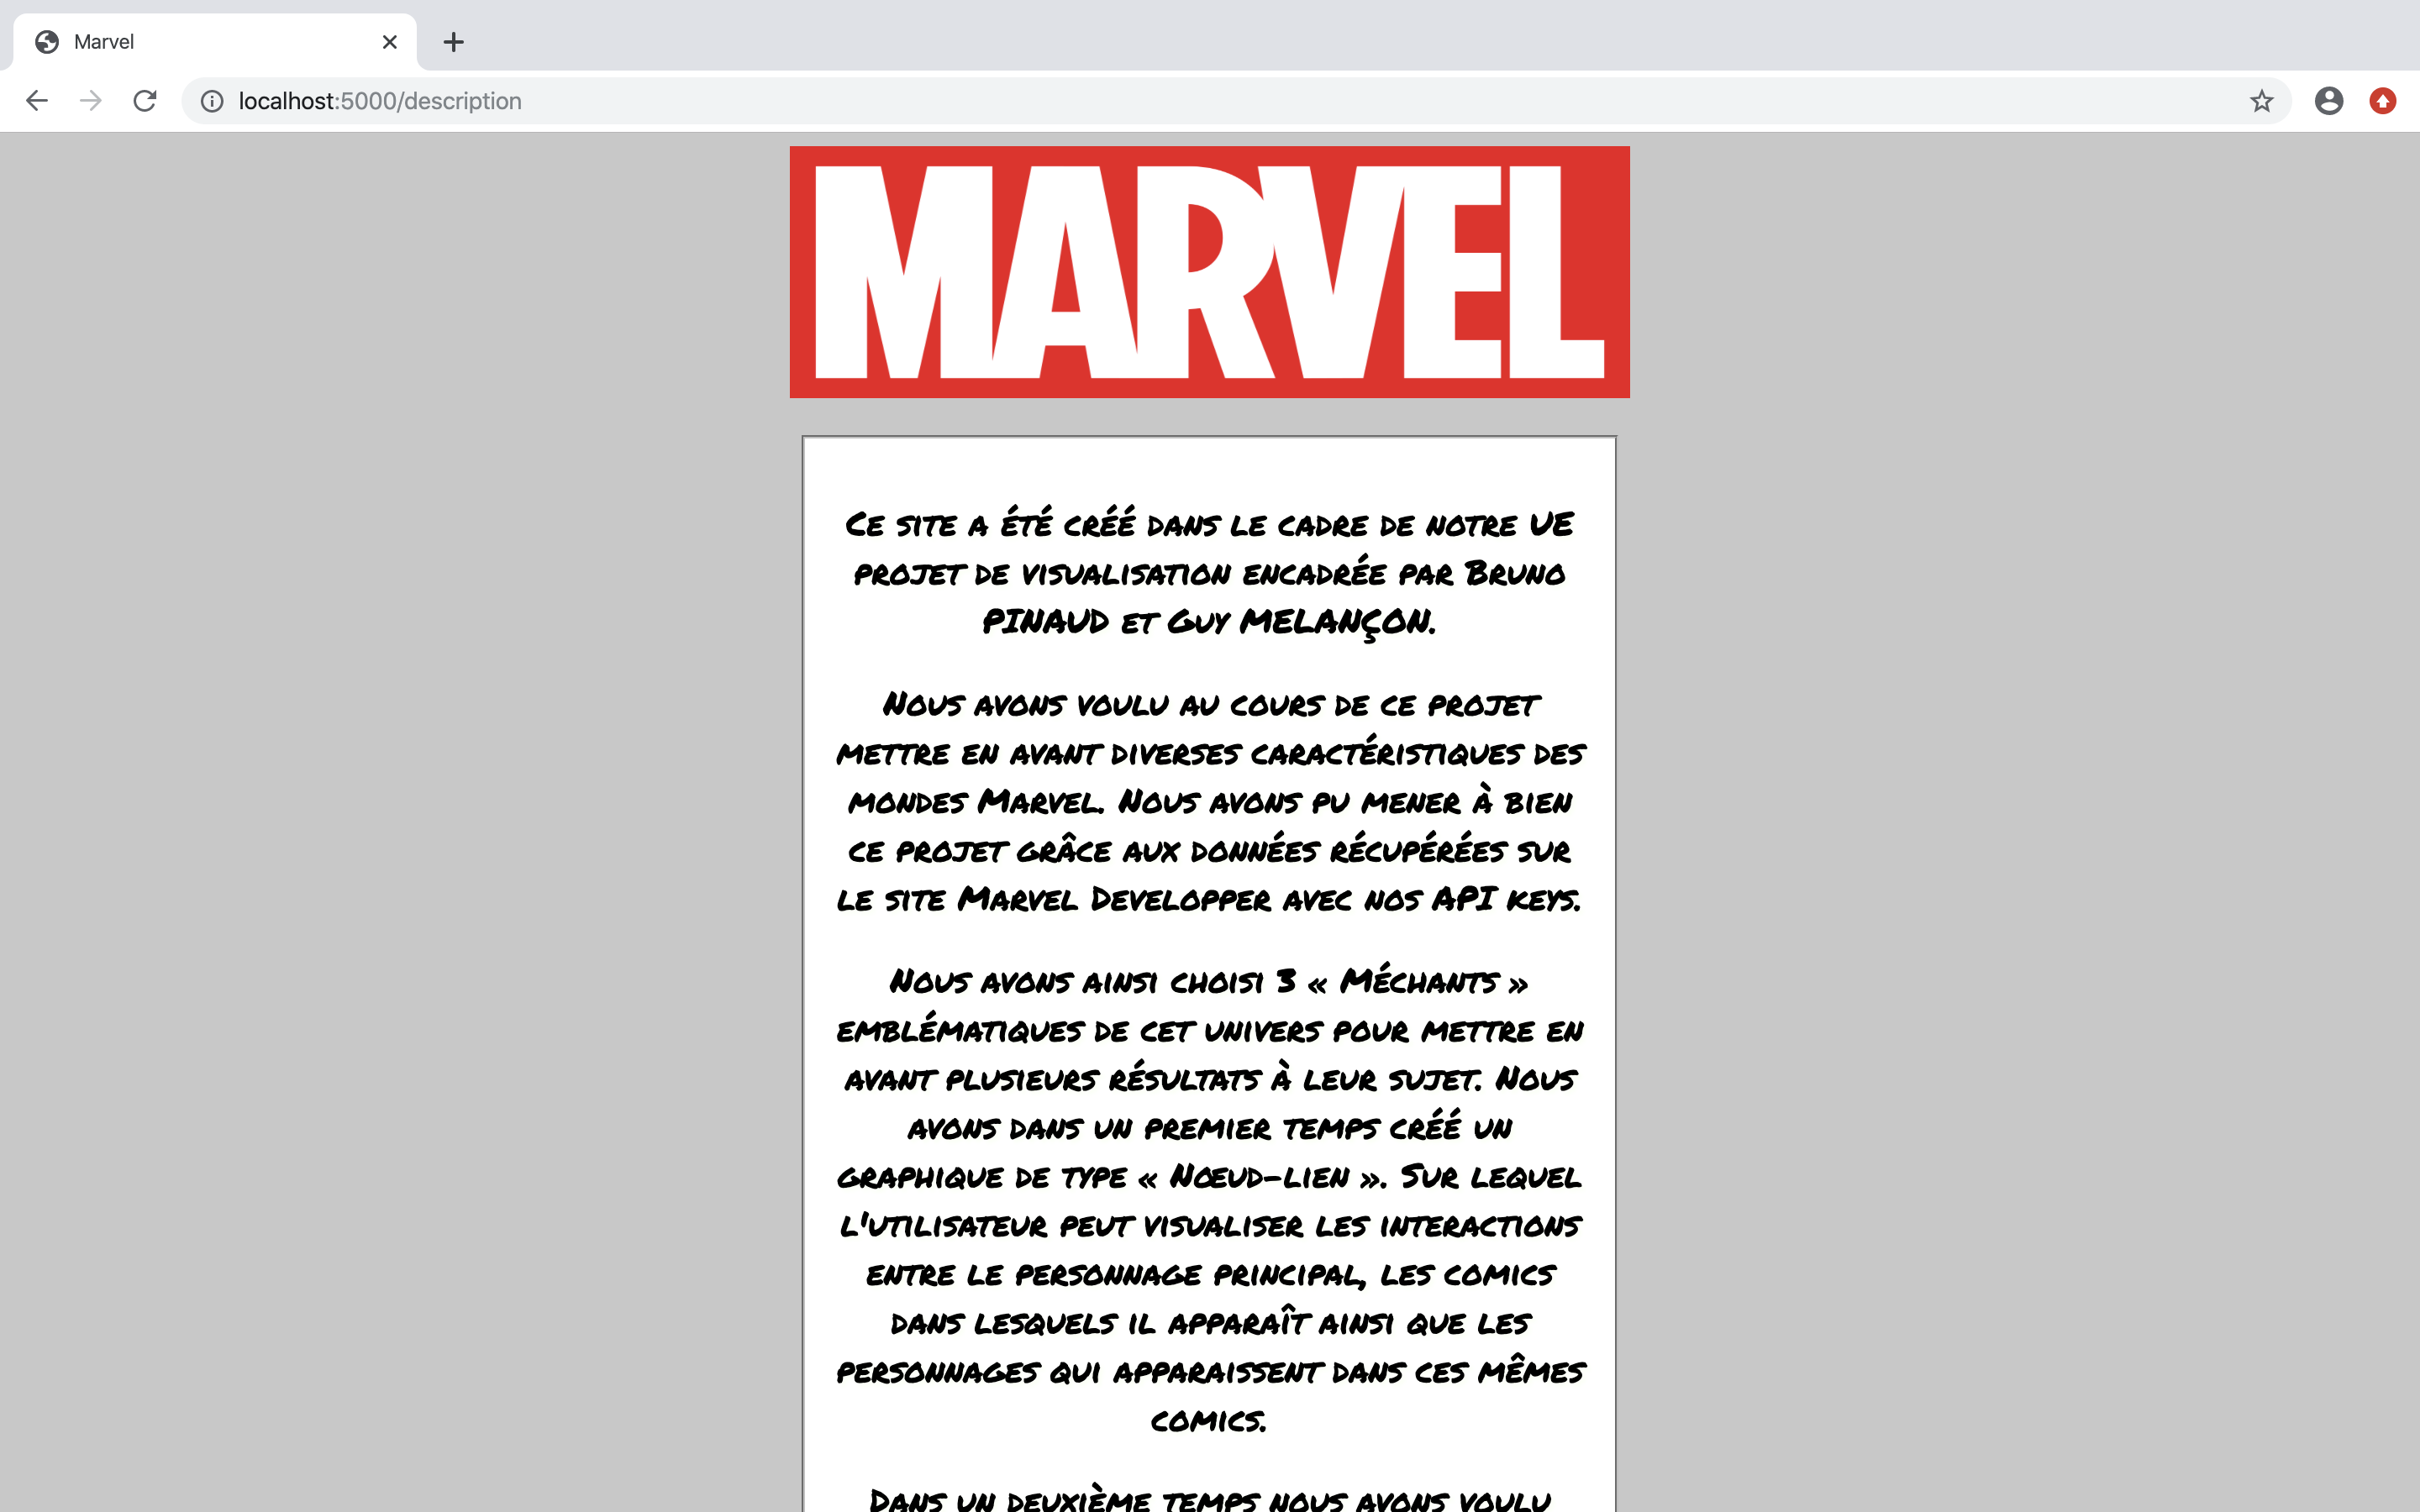 Marvel
localhost:5000/description
MARVEL
Ce site a été créé dans le cadre de notre UE
projet de visualisation encadrée par Bruno
PINAUD et Guy MELANÇON.
Nous avons voulu au cours de ce projet
mettre en avant diverses caractéristiques des
mondes Marvel. Nous avons pu mener à bien
ce projet grâce aux données récupérées sur
le site Marvel Developper avec nos API keys.
Nous avons ainsi choisi 3 « Méchants »
emblématiques de cet univers pour mettre en
avant plusieurs résultats à leur sujet. Nous
avons dans un premier temps créé un
graphique de type « Nœud-lien ». Sur lequel
l'utilisateur peut visualiser les interactions
entre le personnage principal, les comics
dans lesquels il apparaît ainsi que les
personnages qui apparaissent dans ces mêmes
comics.
Dans un deuxième temps nous avons voulu